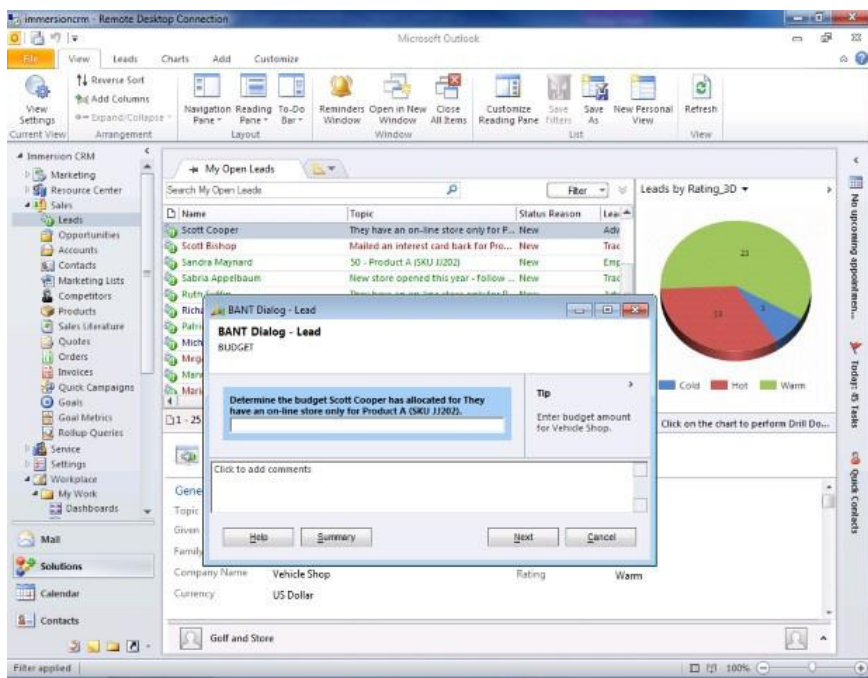 immersioncrm - Remote Desktop Connection
Microsoft Outlook
File View Leads Charts Add Customize
View Settings
Reverse Sort
Add Columns
Expand/Collapse
Navigation Pane
Reading Pane
To-Do Bar
Reminders Window
Open in New Window
Close All Items
Customize Reading Pane
Save Filters
Save As
New Personal View
Refresh
Current View Arrangement Layout Window List View
Immersion CRM
Marketing
Resource Center
Sales
Leads
Opportunities
Accounts
Contacts
Marketing Lists
Competitors
Products
Sales Literature
Quotes
Orders
Invoices
Quick Campaigns
Goals
Goal Metrics
Rollup Queries
Service
Settings
Workplace
My Work
Dashboards
Mail
Solutions
Calendar
Contacts
My Open Leads
Search My Open Leads
Filter
Name Topic Status Reason
Scott Cooper They have an on-line store only for P... New
Scott Bishop Mailed an interest card back for Pro... New
Sandra Maynard 50 - Product A (SKU JJ202) New
Sabria Appelbaum New store opened this year - follow ... New
1 - 25
BANT Dialog - Lead
BANT Dialog - Lead
BUDGET
Determine the budget Scott Cooper has allocated for They
have an on-line store only for Product A (SKU JJ202).
Tip
Enter budget amount
for Vehicle Shop.
Click to add comments
Help Summary Next Cancel
Gene
Topic
Given
Family
Company Name Vehicle Shop Rating Warm
Currency US Dollar
Golf and Store
Leads by Rating_3D
23
3
Cold Hot Warm
Click on the chart to perform Drill Do...
No upcoming appointmen...
Today: 45 Tasks
Quick Contacts
Filter applied
100%